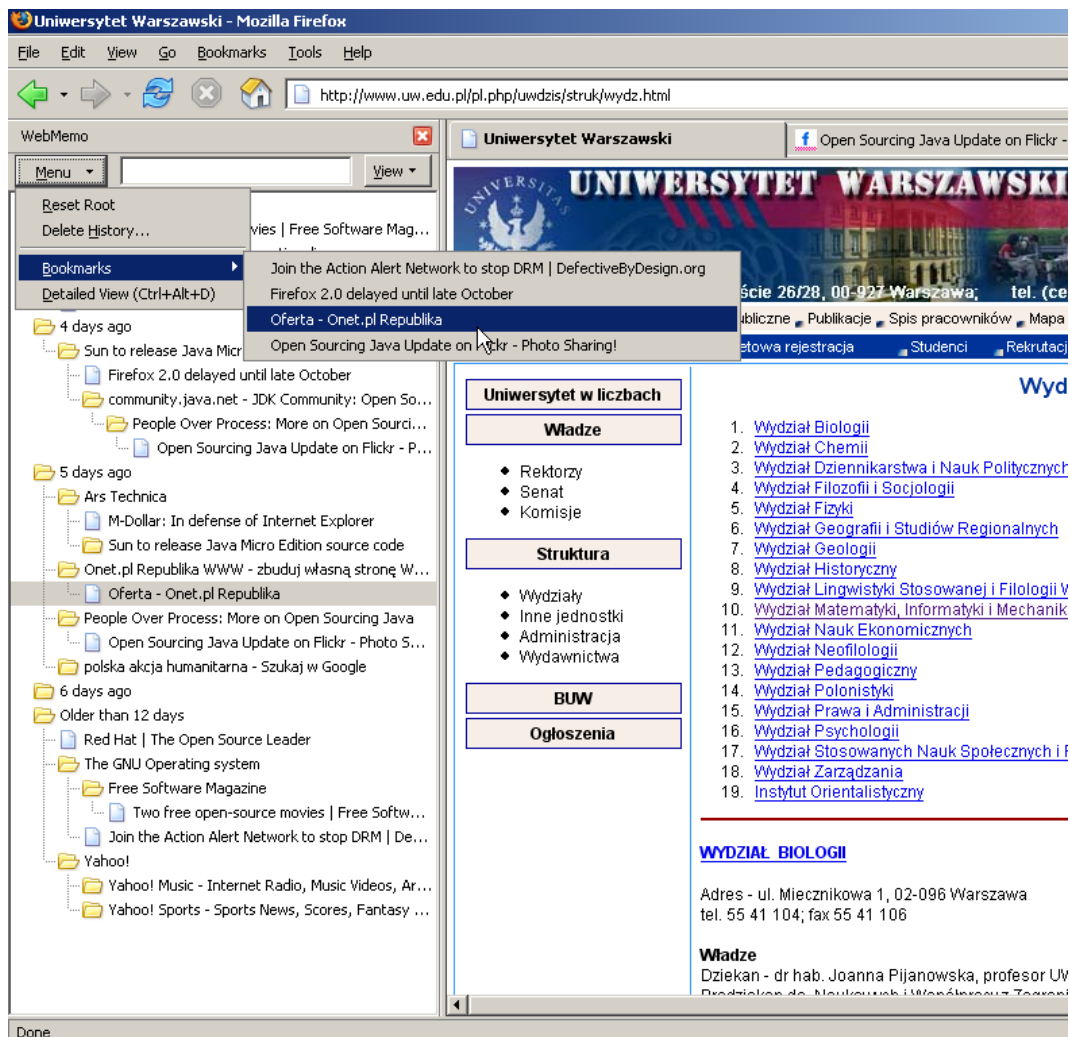 Uniwersytet Warszawski - Mozilla Firefox
File Edit View Go Bookmarks Tools Help
http://www.uw.edu.pl/pl.php/uwdzis/struk/wydz.html
WebMemo
Menu View
Reset Root
Delete History...
Bookmarks
Detailed View (Ctrl+Alt+D)
vies | Free Software Mag...
Join the Action Alert Network to stop DRM | DefectiveByDesign.org
Firefox 2.0 delayed until late October
Oferta - Onet.pl Republika
Open Sourcing Java Update on Flickr - Photo Sharing!
4 days ago
Sun to release Java Micr
Firefox 2.0 delayed until late October
community.java.net - JDK Community: Open So...
People Over Process: More on Open Sourci...
Open Sourcing Java Update on Flickr - P...
5 days ago
Ars Technica
M-Dollar: In defense of Internet Explorer
Sun to release Java Micro Edition source code
Onet.pl Republika WWW - zbuduj własną stronę W...
Oferta - Onet.pl Republika
People Over Process: More on Open Sourcing Java
Open Sourcing Java Update on Flickr - Photo S...
polska akcja humanitarna - Szukaj w Google
6 days ago
Older than 12 days
Red Hat | The Open Source Leader
The GNU Operating system
Free Software Magazine
Two free open-source movies | Free Softw...
Join the Action Alert Network to stop DRM | De...
Yahoo!
Yahoo! Music - Internet Radio, Music Videos, Ar...
Yahoo! Sports - Sports News, Scores, Fantasy ...
Uniwersytet Warszawski
Open Sourcing Java Update on Flickr -
UNIWERSYTET WARSZAWSKI
ście 26/28, 00-927 Warszawa; tel. (ce
ubliczne Publikacje Spis pracowników Mapa
etowa rejestracja Studenci Rekrutacj
Uniwersytet w liczbach
Władze
Rektorzy
Senat
Komisje
Struktura
Wydziały
Inne jednostki
Administracja
Wydawnictwa
BUW
Ogłoszenia
Wyd
1. Wydział Biologii
2. Wydział Chemii
3. Wydział Dziennikarstwa i Nauk Politycznych
4. Wydział Filozofii i Socjologii
5. Wydział Fizyki
6. Wydział Geografii i Studiów Regionalnych
7. Wydział Geologii
8. Wydział Historyczny
9. Wydział Lingwistyki Stosowanej i Filologii W
10. Wydział Matematyki, Informatyki i Mechanik
11. Wydział Nauk Ekonomicznych
12. Wydział Neofilologii
13. Wydział Pedagogiczny
14. Wydział Polonistyki
15. Wydział Prawa i Administracji
16. Wydział Psychologii
17. Wydział Stosowanych Nauk Społecznych i
18. Wydział Zarządzania
19. Instytut Orientalistyczny
WYDZIAŁ BIOLOGII
Adres - ul. Miecznikowa 1, 02-096 Warszawa
tel. 55 41 104; fax 55 41 106
Władze
Dziekan - dr hab. Joanna Pijanowska, profesor UW
Done